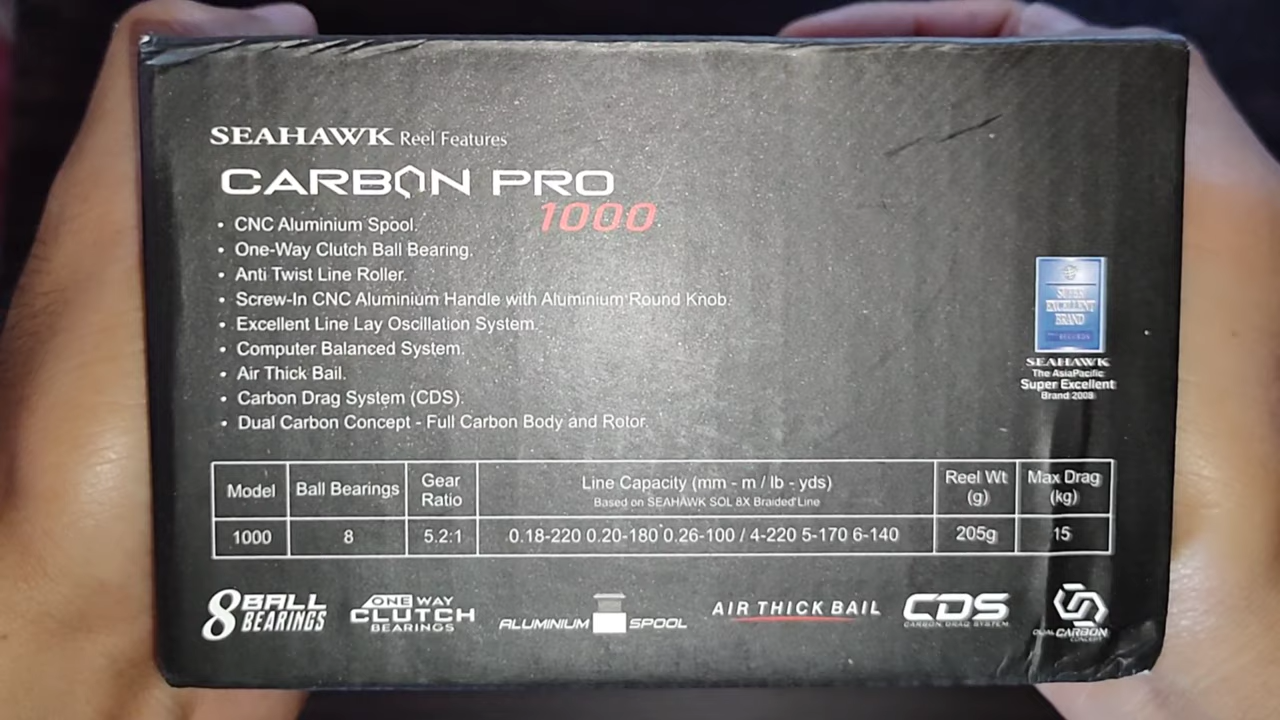 SEAHAWK Reel Features
CARBON PRO
1000
• CNC Aluminium Spool.
• One-Way Clutch Ball Bearing.
• Anti Twist Line Roller.
• Screw-In CNC Aluminium Handle with Aluminium Round Knob.
• Excellent Line Lay Oscillation System.
• Computer Balanced System.
• Air Thick Bail.
• Carbon Drag System (CDS).
• Dual Carbon Concept - Full Carbon Body and Rotor.
SUPER
EXCELLENT
BRAND
SEAHAWK
The AsiaPacific
Super Excellent
Brand 2008
Model Ball Bearings Gear Ratio Line Capacity (mm - m / lb - yds) Reel Wt (g) Max Drag (kg)
Based on SEAHAWK SOL 8X Braided Line
1000 8 5.2:1 0.18-220 0.20-180 0.26-100 / 4-220 5-170 6-140 205g 15
8 BALL BEARINGS
ONE WAY CLUTCH BEARINGS
ALUMINIUM SPOOL
AIR THICK BAIL
CDS
CARBON DRAG SYSTEM
DUAL CARBON
CONCEPT